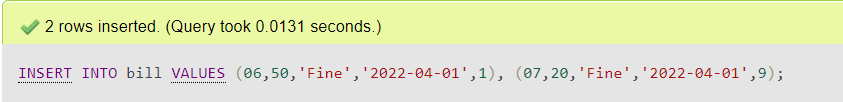 2 rows inserted. (Query took 0.0131 seconds.)
INSERT INTO bill VALUES (06,50,'Fine','2022-04-01',1), (07,20,'Fine','2022-04-01',9);